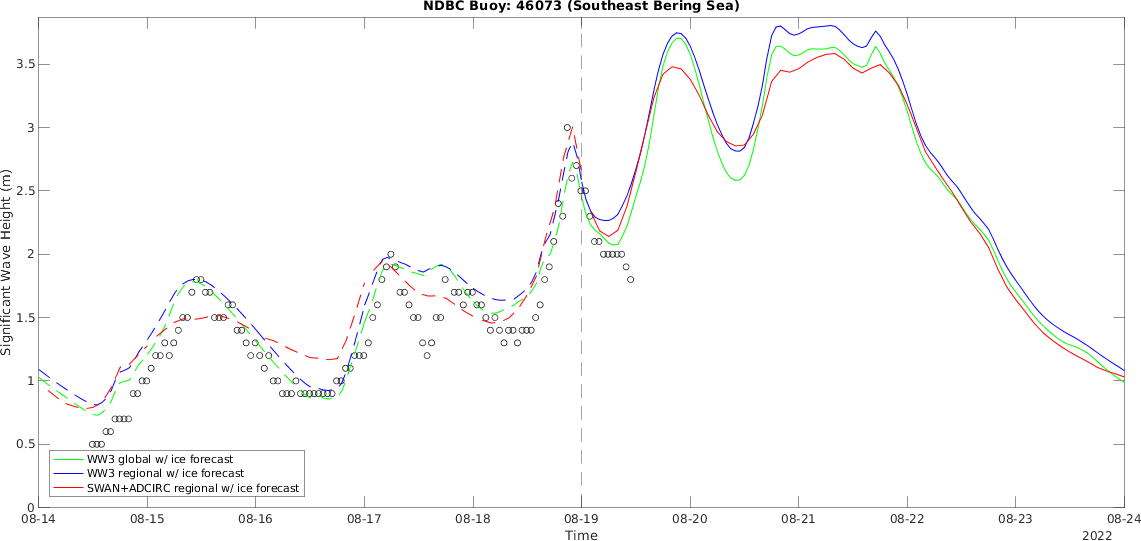 NDBC Buoy: 46073 (Southeast Bering Sea)
Significant Wave Height (m)
3.5
3
2.5
2
1.5
1
0.5
0
WW3 global w/ ice forecast
WW3 regional w/ ice forecast
SWAN+ADCIRC regional w/ ice forecast
08-14 08-15 08-16 08-17 08-18 08-19 08-20 08-21 08-22 08-23 08-24
Time
2022